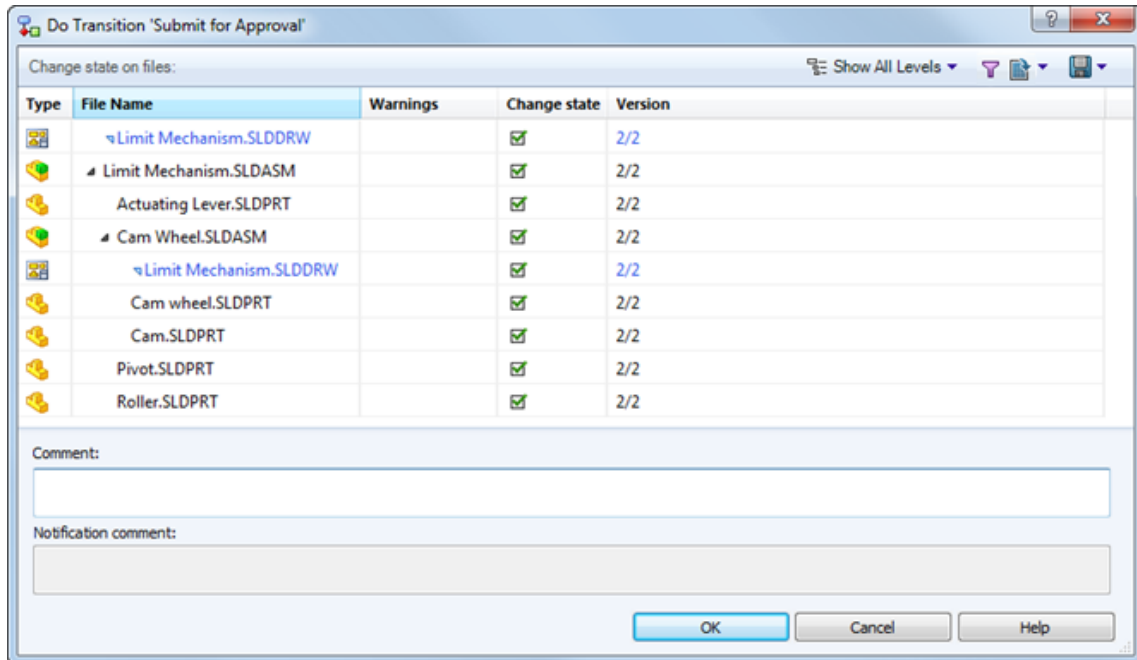 Do Transition 'Submit for Approval'
?
Change state on files: Show All Levels
Type File Name Warnings Change state Version
Limit Mechanism.SLDDRW 2/2
Limit Mechanism.SLDASM 2/2
Actuating Lever.SLDPRT 2/2
Cam Wheel.SLDASM 2/2
Limit Mechanism.SLDDRW 2/2
Cam wheel.SLDPRT 2/2
Cam.SLDPRT 2/2
Pivot.SLDPRT 2/2
Roller.SLDPRT 2/2
Comment:
Notification comment:
OK Cancel Help